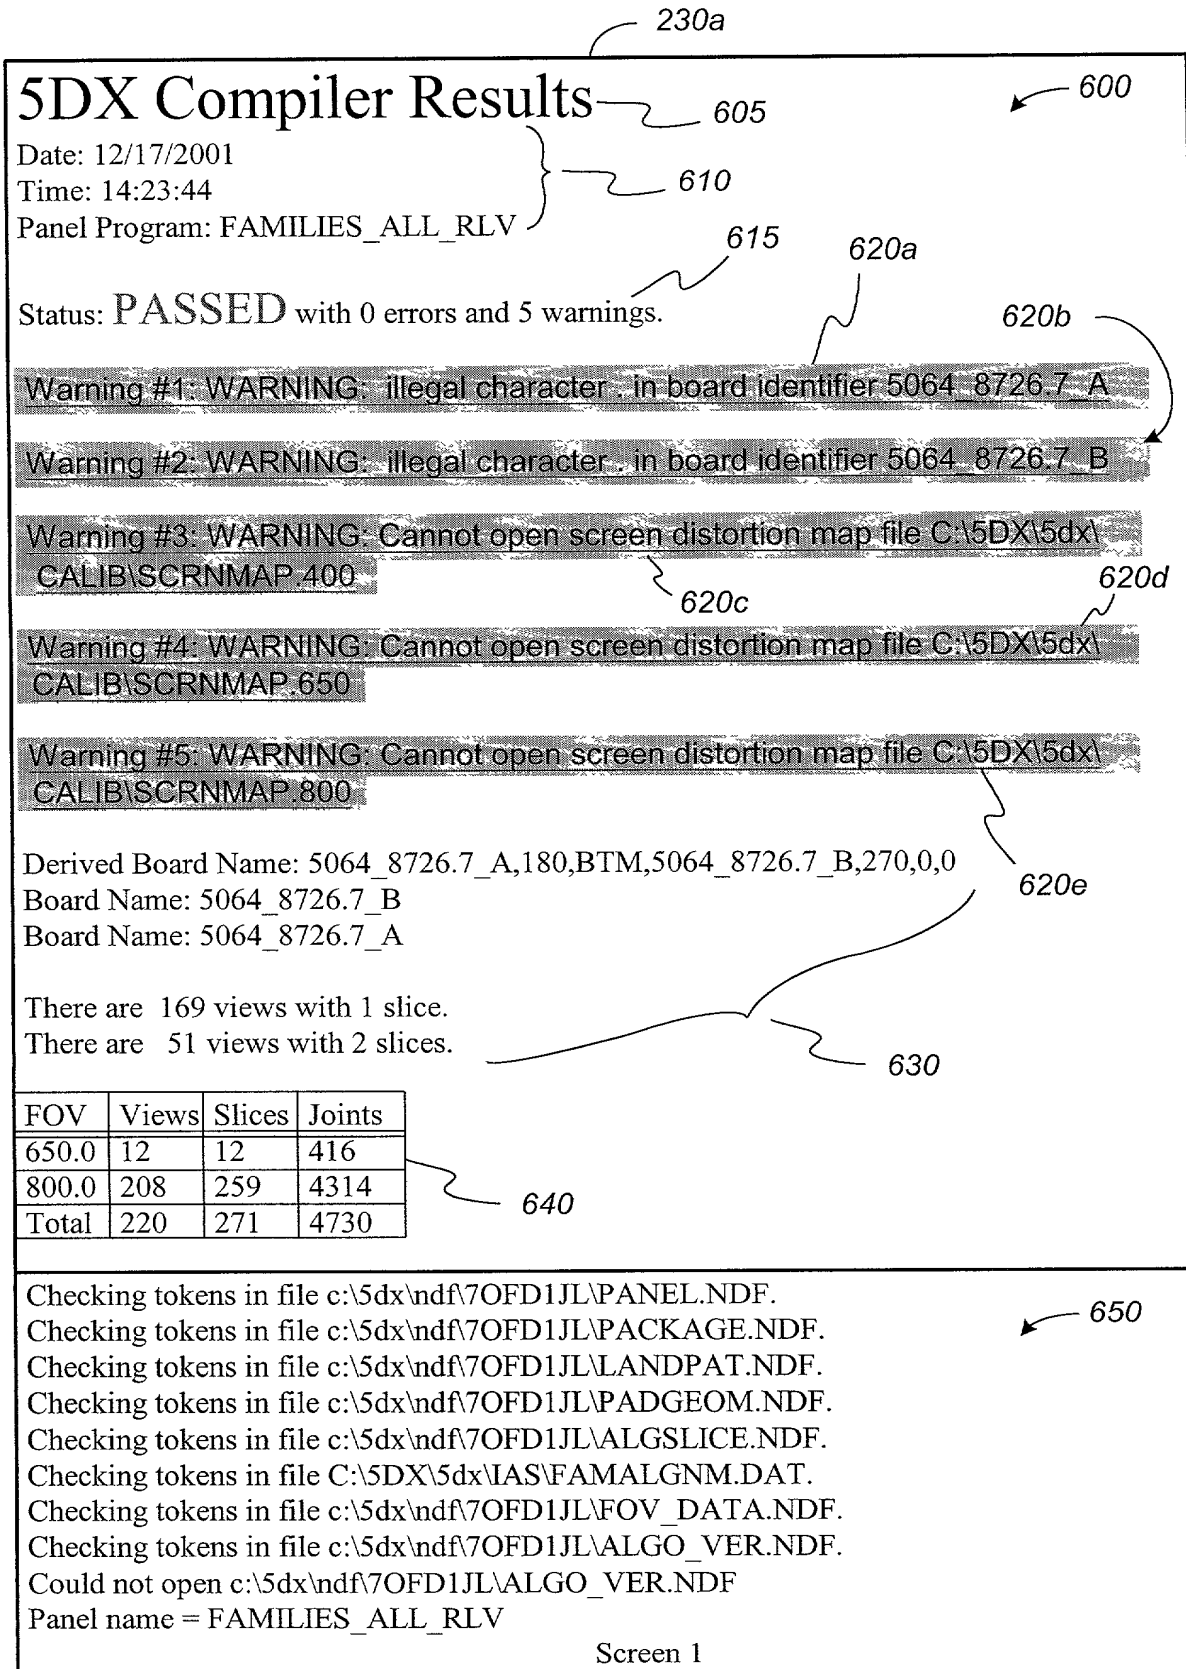 230a
5DX Compiler Results
605
600
Date: 12/17/2001
Time: 14:23:44
610
Panel Program: FAMILIES_ALL_RLV
615
620a
Status: PASSED with 0 errors and 5 warnings.
620b
Warning #1: WARNING: illegal character . in board identifier 5064_8726.7_A
Warning #2: WARNING: illegal character . in board identifier 5064_8726.7_B
Warning #3: WARNING: Cannot open screen distortion map file C:\5DX\5dx\
CALIB\SCRNMAP.400
620c
620d
Warning #4: WARNING: Cannot open screen distortion map file C:\5DX\5dx\
CALIB\SCRNMAP.650
Warning #5: WARNING: Cannot open screen distortion map file C:\5DX\5dx\
CALIB\SCRNMAP.800
Derived Board Name: 5064_8726.7_A,180,BTM,5064_8726.7_B,270,0,0
620e
Board Name: 5064_8726.7_B
Board Name: 5064_8726.7_A
There are 169 views with 1 slice.
There are 51 views with 2 slices.
630
FOV Views Slices Joints
650.0 12 12 416
800.0 208 259 4314
Total 220 271 4730
640
Checking tokens in file c:\5dx\ndf\7OFD1JL\PANEL.NDF.
650
Checking tokens in file c:\5dx\ndf\7OFD1JL\PACKAGE.NDF.
Checking tokens in file c:\5dx\ndf\7OFD1JL\LANDPAT.NDF.
Checking tokens in file c:\5dx\ndf\7OFD1JL\PADGEOM.NDF.
Checking tokens in file c:\5dx\ndf\7OFD1JL\ALGSLICE.NDF.
Checking tokens in file C:\5DX\5dx\IAS\FAMALGNM.DAT.
Checking tokens in file c:\5dx\ndf\7OFD1JL\FOV_DATA.NDF.
Checking tokens in file c:\5dx\ndf\7OFD1JL\ALGO_VER.NDF.
Could not open c:\5dx\ndf\7OFD1JL\ALGO_VER.NDF
Panel name = FAMILIES_ALL_RLV
Screen 1